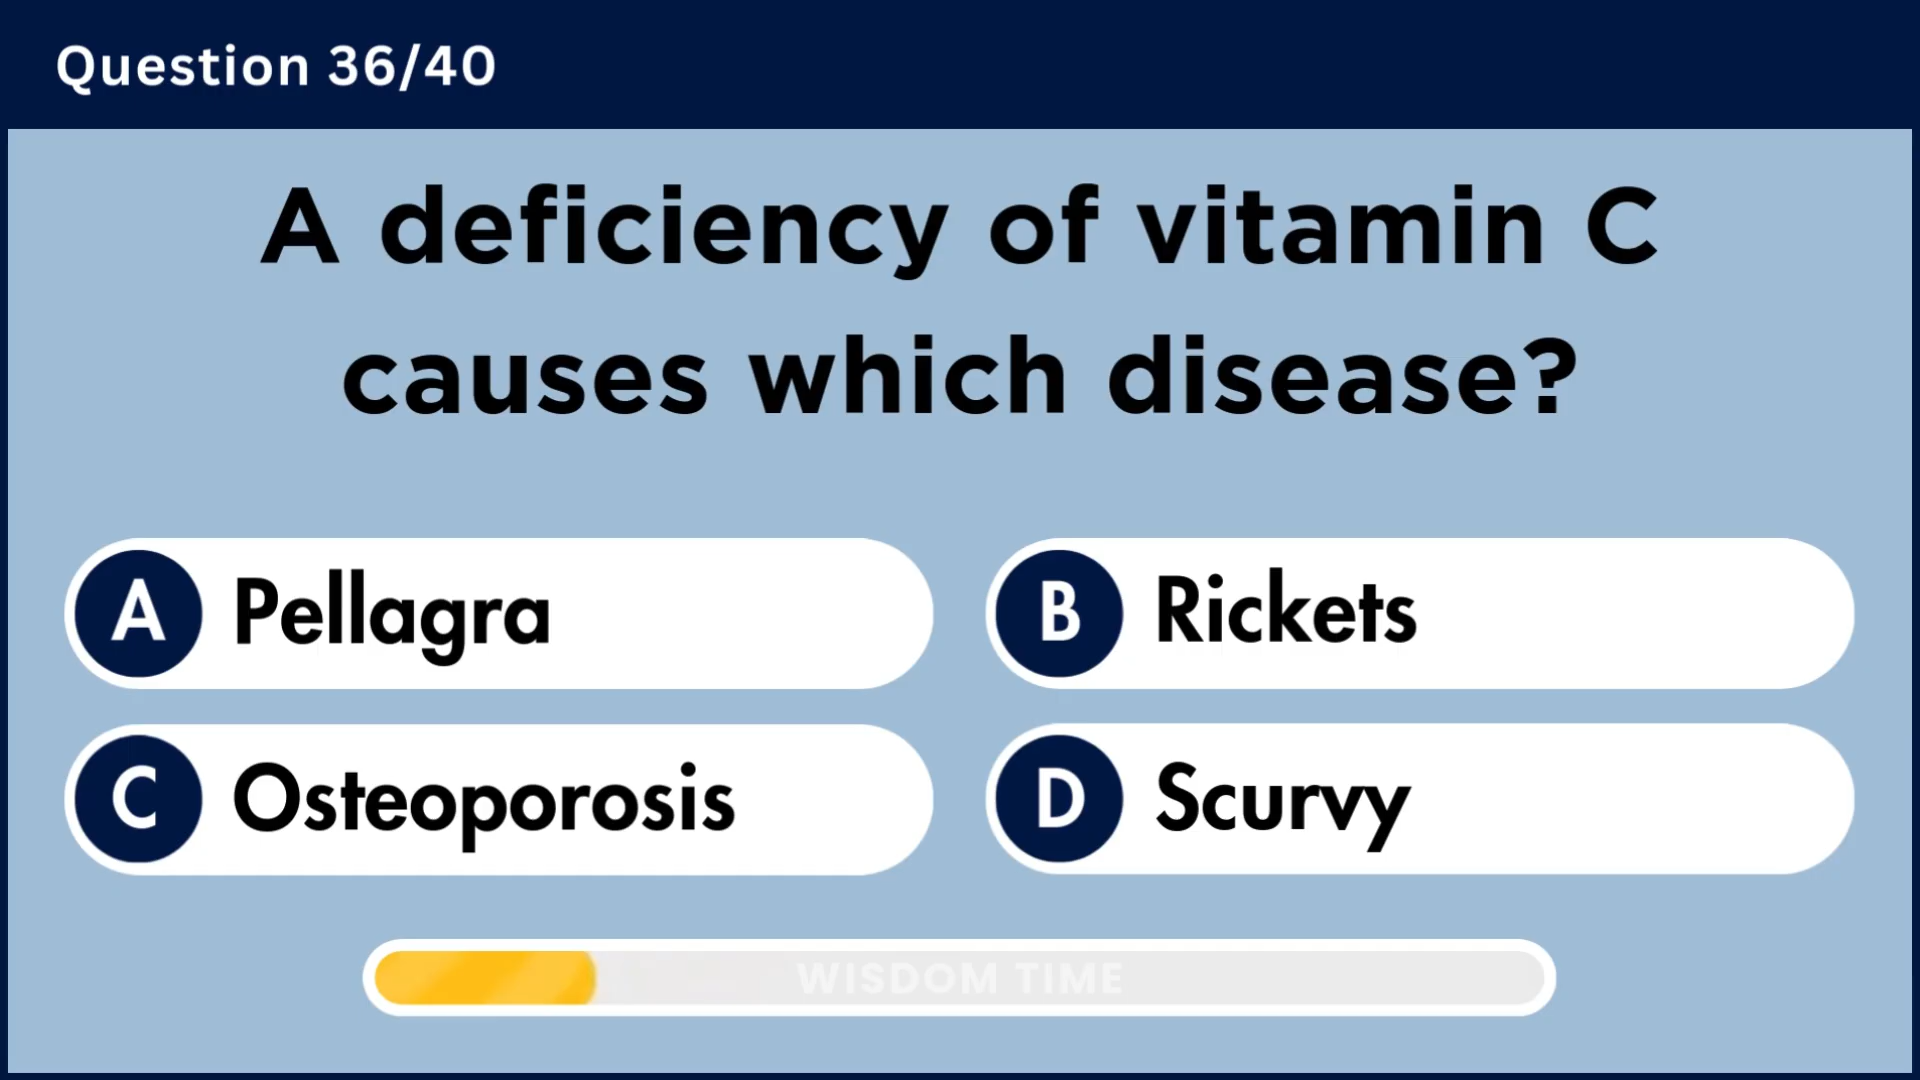 Question 36/40
A deficiency of vitamin C
causes which disease?
A Pellagra
B Rickets
C Osteoporosis
D Scurvy
WISDOM TIME